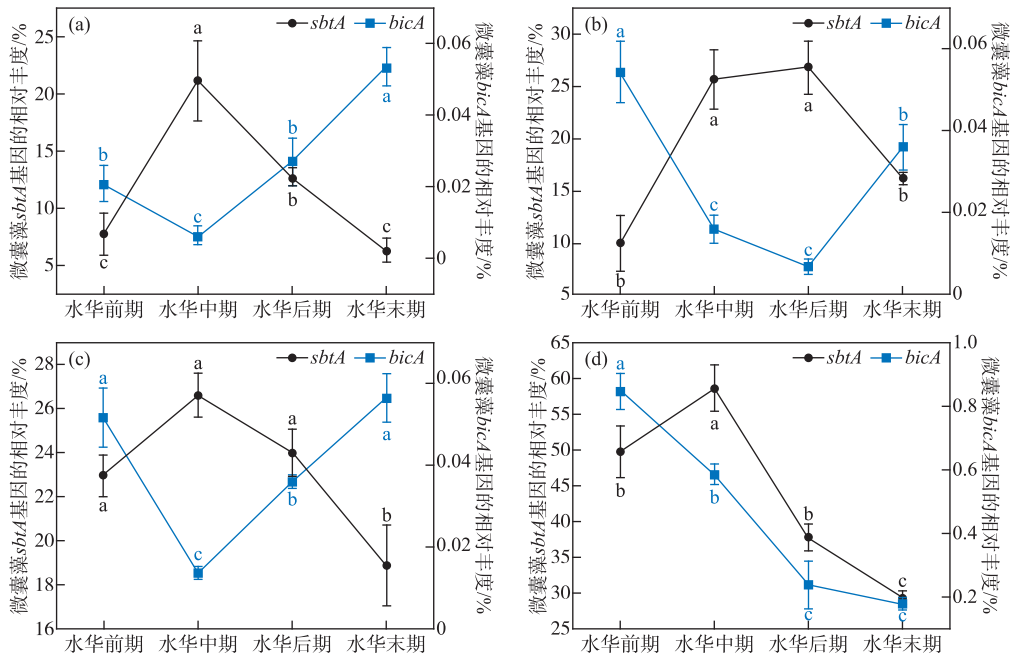 (a)
sbtA
bicA
微囊藻sbtA基因的相对丰度/%
25
20
15
10
5
a
b
c
c
b
c
b
a
c
0.06
0.04
0.02
0
微囊藻bicA基因的相对丰度/%
水华前期 水华中期 水华后期 水华末期
(b)
sbtA
bicA
微囊藻sbtA基因的相对丰度/%
30
25
20
15
10
5
a
b
a
c
a
c
b
b
0.06
0.04
0.02
0
微囊藻bicA基因的相对丰度/%
水华前期 水华中期 水华后期 水华末期
(c)
sbtA
bicA
微囊藻sbtA基因的相对丰度/%
28
26
24
22
20
18
16
a
a
a
c
a
b
a
b
0.06
0.04
0.02
0
微囊藻bicA基因的相对丰度/%
水华前期 水华中期 水华后期 水华末期
(d)
sbtA
bicA
微囊藻sbtA基因的相对丰度/%
65
60
55
50
45
40
35
30
25
a
b
a
b
b
c
c
c
1.0
0.8
0.6
0.4
0.2
微囊藻bicA基因的相对丰度/%
水华前期 水华中期 水华后期 水华末期